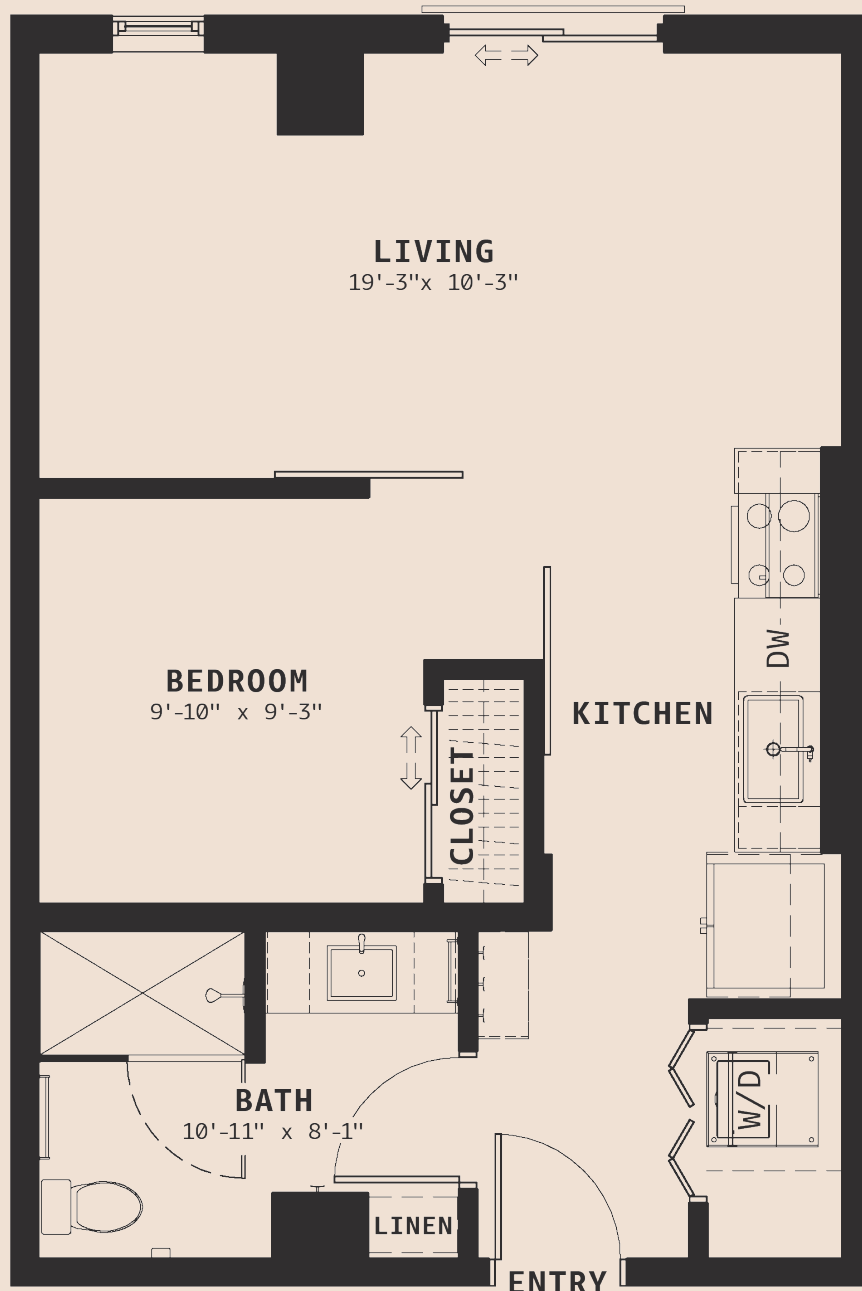 LIVING
19'-3"x 10'-3"
DW
BEDROOM
9'-10" x 9'-3"
KITCHEN
CLOSET
W/D
BATH
10'-11" x 8'-1"
LINEN
ENTRY